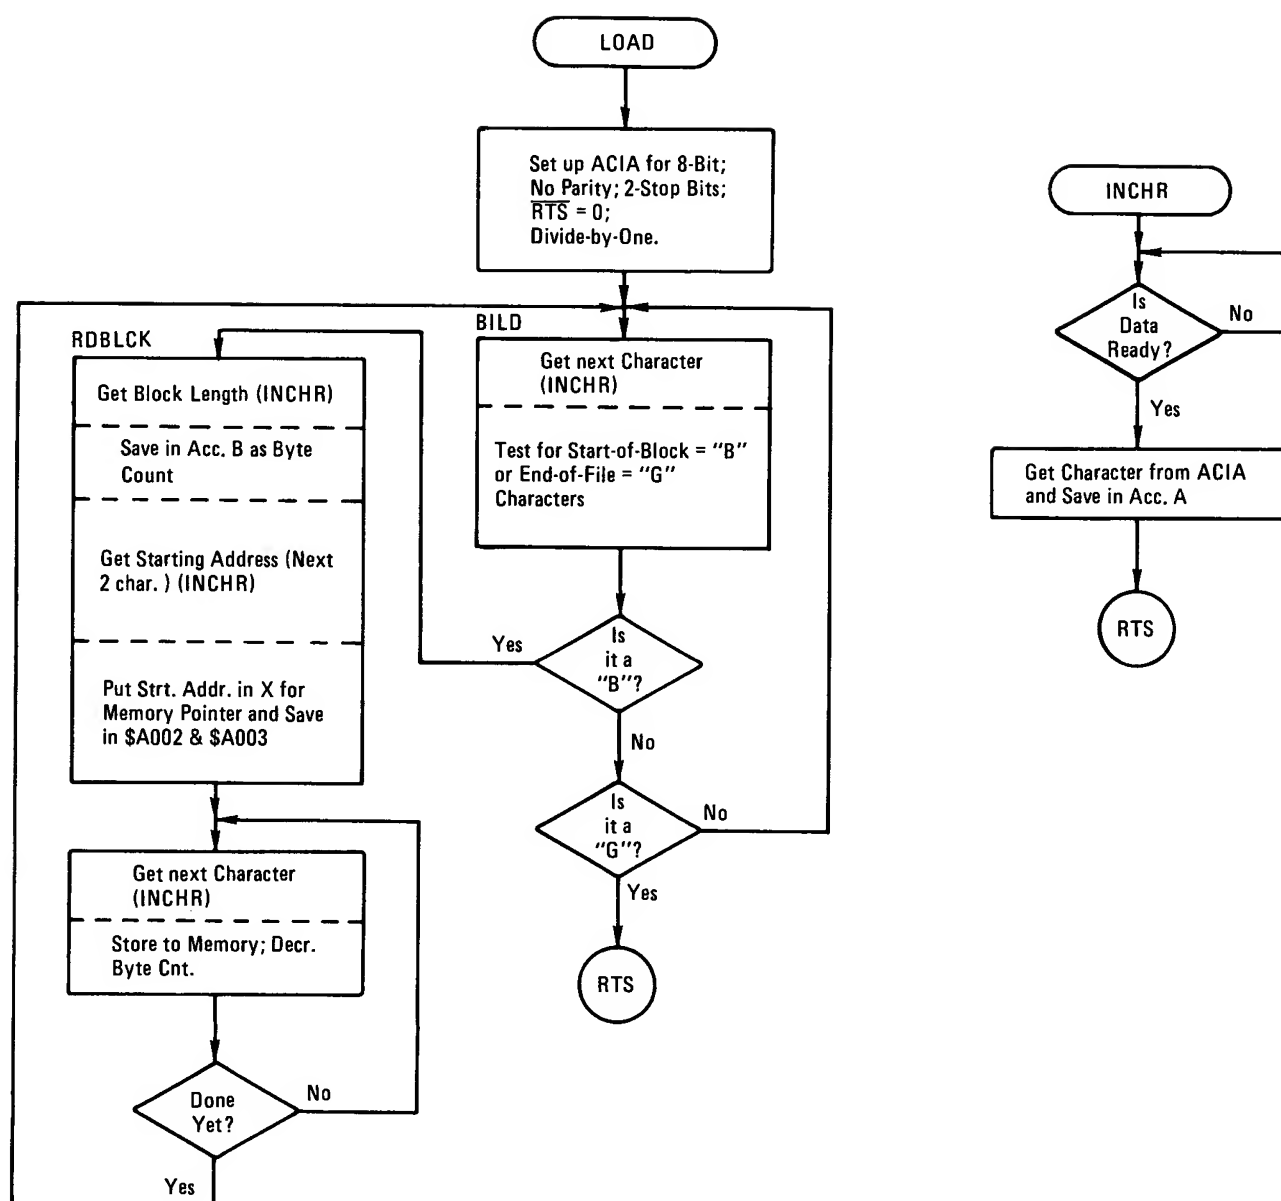 LOAD
Set up ACIA for 8-Bit;
No Parity; 2-Stop Bits;
RTS = 0;
Divide-by-One.
BILD
Get next Character
(INCHR)
Test for Start-of-Block = “B”
or End-of-File = “G”
Characters
Is
it a
“B”?
Yes
No
Is
it a
“G”?
No
Yes
RTS
RDBLCK
Get Block Length (INCHR)
Save in Acc. B as Byte
Count
Get Starting Address (Next
2 char. ) (INCHR)
Put Strt. Addr. in X for
Memory Pointer and Save
in $A002 & $A003
Get next Character
(INCHR)
Store to Memory; Decr.
Byte Cnt.
Done
Yet?
No
Yes
INCHR
Is
Data
Ready?
No
Yes
Get Character from ACIA
and Save in Acc. A
RTS